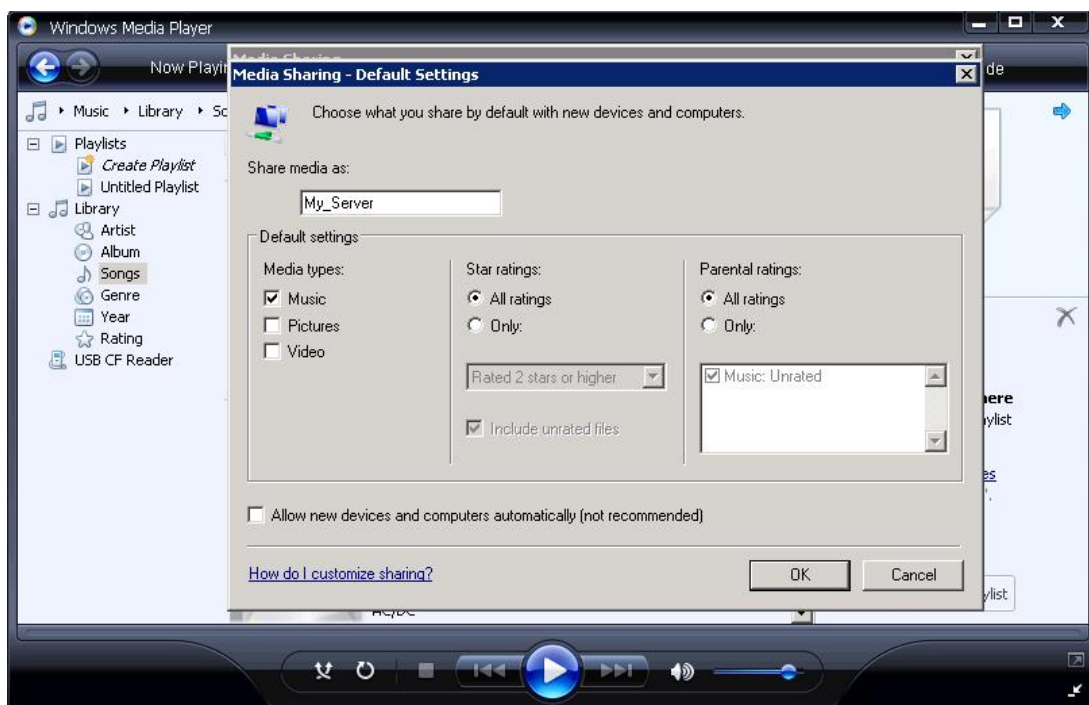 Windows Media Player
Now Playi
de
Media Sharing
Media Sharing - Default Settings
Music Library Sc
Choose what you share by default with new devices and computers.
Playlists
Create Playlist
Untitled Playlist
Library
Artist
Album
Songs
Genre
Year
Rating
USB CF Reader
Share media as:
My_Server
Default settings
Media types:
Music
Pictures
Video
Star ratings:
All ratings
Only:
Rated 2 stars or higher
Include unrated files
Parental ratings:
All ratings
Only:
Music: Unrated
Allow new devices and computers automatically (not recommended)
How do I customize sharing?
OK
Cancel
here
ylist
es
ylist
AC/DC